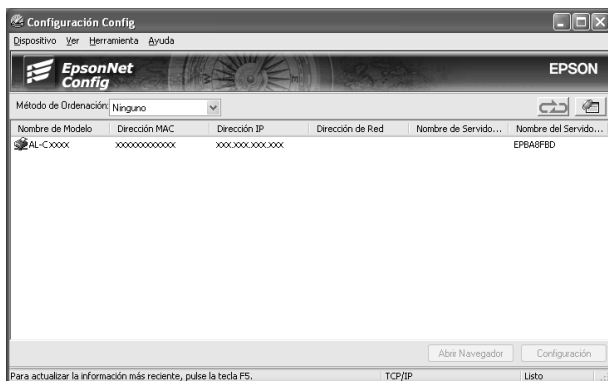 Configuración Config
Dispositivo Ver Herramienta Ayuda
EpsonNet
Config
EPSON
Método de Ordenación: Ninguno
Nombre de Modelo Dirección MAC Dirección IP Dirección de Red Nombre de Servido... Nombre del Servido...
AL-Cxxxx xxxxxxxxxxxx xxx.xxx.xxx.xxx EPBA8FBD
Abrir Navegador Configuración
Para actualizar la información más reciente, pulse la tecla F5. TCP/IP Listo